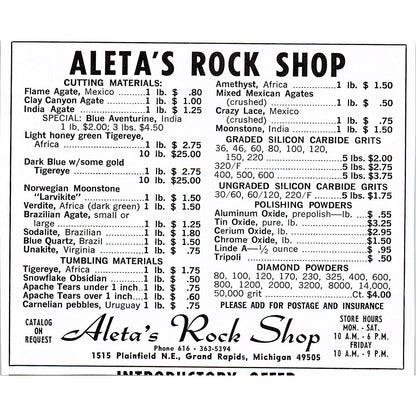 ALETA'S ROCK SHOP
CUTTING MATERIALS:
Flame Agate, Mexico ........1 lb. $ .80
Clay Canyon Agate ..........1 lb. $ 1.00
India Agate ................1 lb. $ 1.25
SPECIAL: Blue Aventurine, India
1 lb, $2.00; 3 lbs. $4.50
Light honey green Tigereye,
Africa ................1 lb. $ 2.75
10 lb. $25.00
Dark Blue w/some gold
Tigereye ..............1 lb. $ 2.75
10 lb. $25.00
Norwegian Moonstone
"Larvikite" ...........1 lb. $ 1.50
Verdite, Africa (dark green) 1 lb. $ 1.50
Brazilian Agate, small or
large .................1 lb. $ 1.25
Sodalite, Brazilian ........1 lb. $ 1.80
Blue Quartz, Brazil ........1 lb. $ 1.50
Unakite, Virginia ..........1 lb. $ .75
TUMBLING MATERIALS
Tigereye, Africa ...........1 lb. $ 1.75
Snowflake Obsidian .........1 lb. $ .50
Apache Tears under 1 inch ..1 lb. $ .75
Apache Tears over 1 inch....1 lb. $ .60
Carnelian pebbles, Uruguay 1 lb. $ .75
Amethyst, Africa ...........1 lb. $ 1.50
Mixed Mexican Agates
(crushed) .............1 lb. $ .50
Crazy Lace, Mexico
(crushed) .............1 lb. $ .75
Moonstone, India ...........1 lb. $ 1.50
GRADED SILICON CARBIDE GRITS
36, 46, 60, 80, 100, 120,
150, 220 ..............5 lbs. $2.00
320/F ......................5 lbs. $2.75
400, 500, 600 ..............5 lbs. $3.75
UNGRADED SILICON CARBIDE GRITS
30/60, 60/120, 220/F .......5 lbs. $1.75
POLISHING POWDERS
Aluminum Oxide, prepolish—lb. $ .55
Tin Oxide, pure, lb. ............$3.25
Cerium Oxide, lb. ...............$2.95
Chrome Oxide, lb. ...............$1.50
Linde A—½ ounce .................$ .95
Tripoli .........................$ .50
DIAMOND POWDERS
80, 100, 120, 170, 230, 325, 400, 600,
800, 1200, 2000, 3200, 8000, 14,000,
50,000 grit ................Ct. $4.00
PLEASE ADD FOR POSTAGE AND INSURANCE
CATALOG
ON
REQUEST
Aleta's Rock Shop
Phone 616 - 363-5394
1515 Plainfield N.E., Grand Rapids, Michigan 49505
STORE HOURS
MON. - SAT.
10 A.M. - 6 P.M.
FRIDAY
10 A.M. - 9 P.M.
INTRODUCTORY OFFER